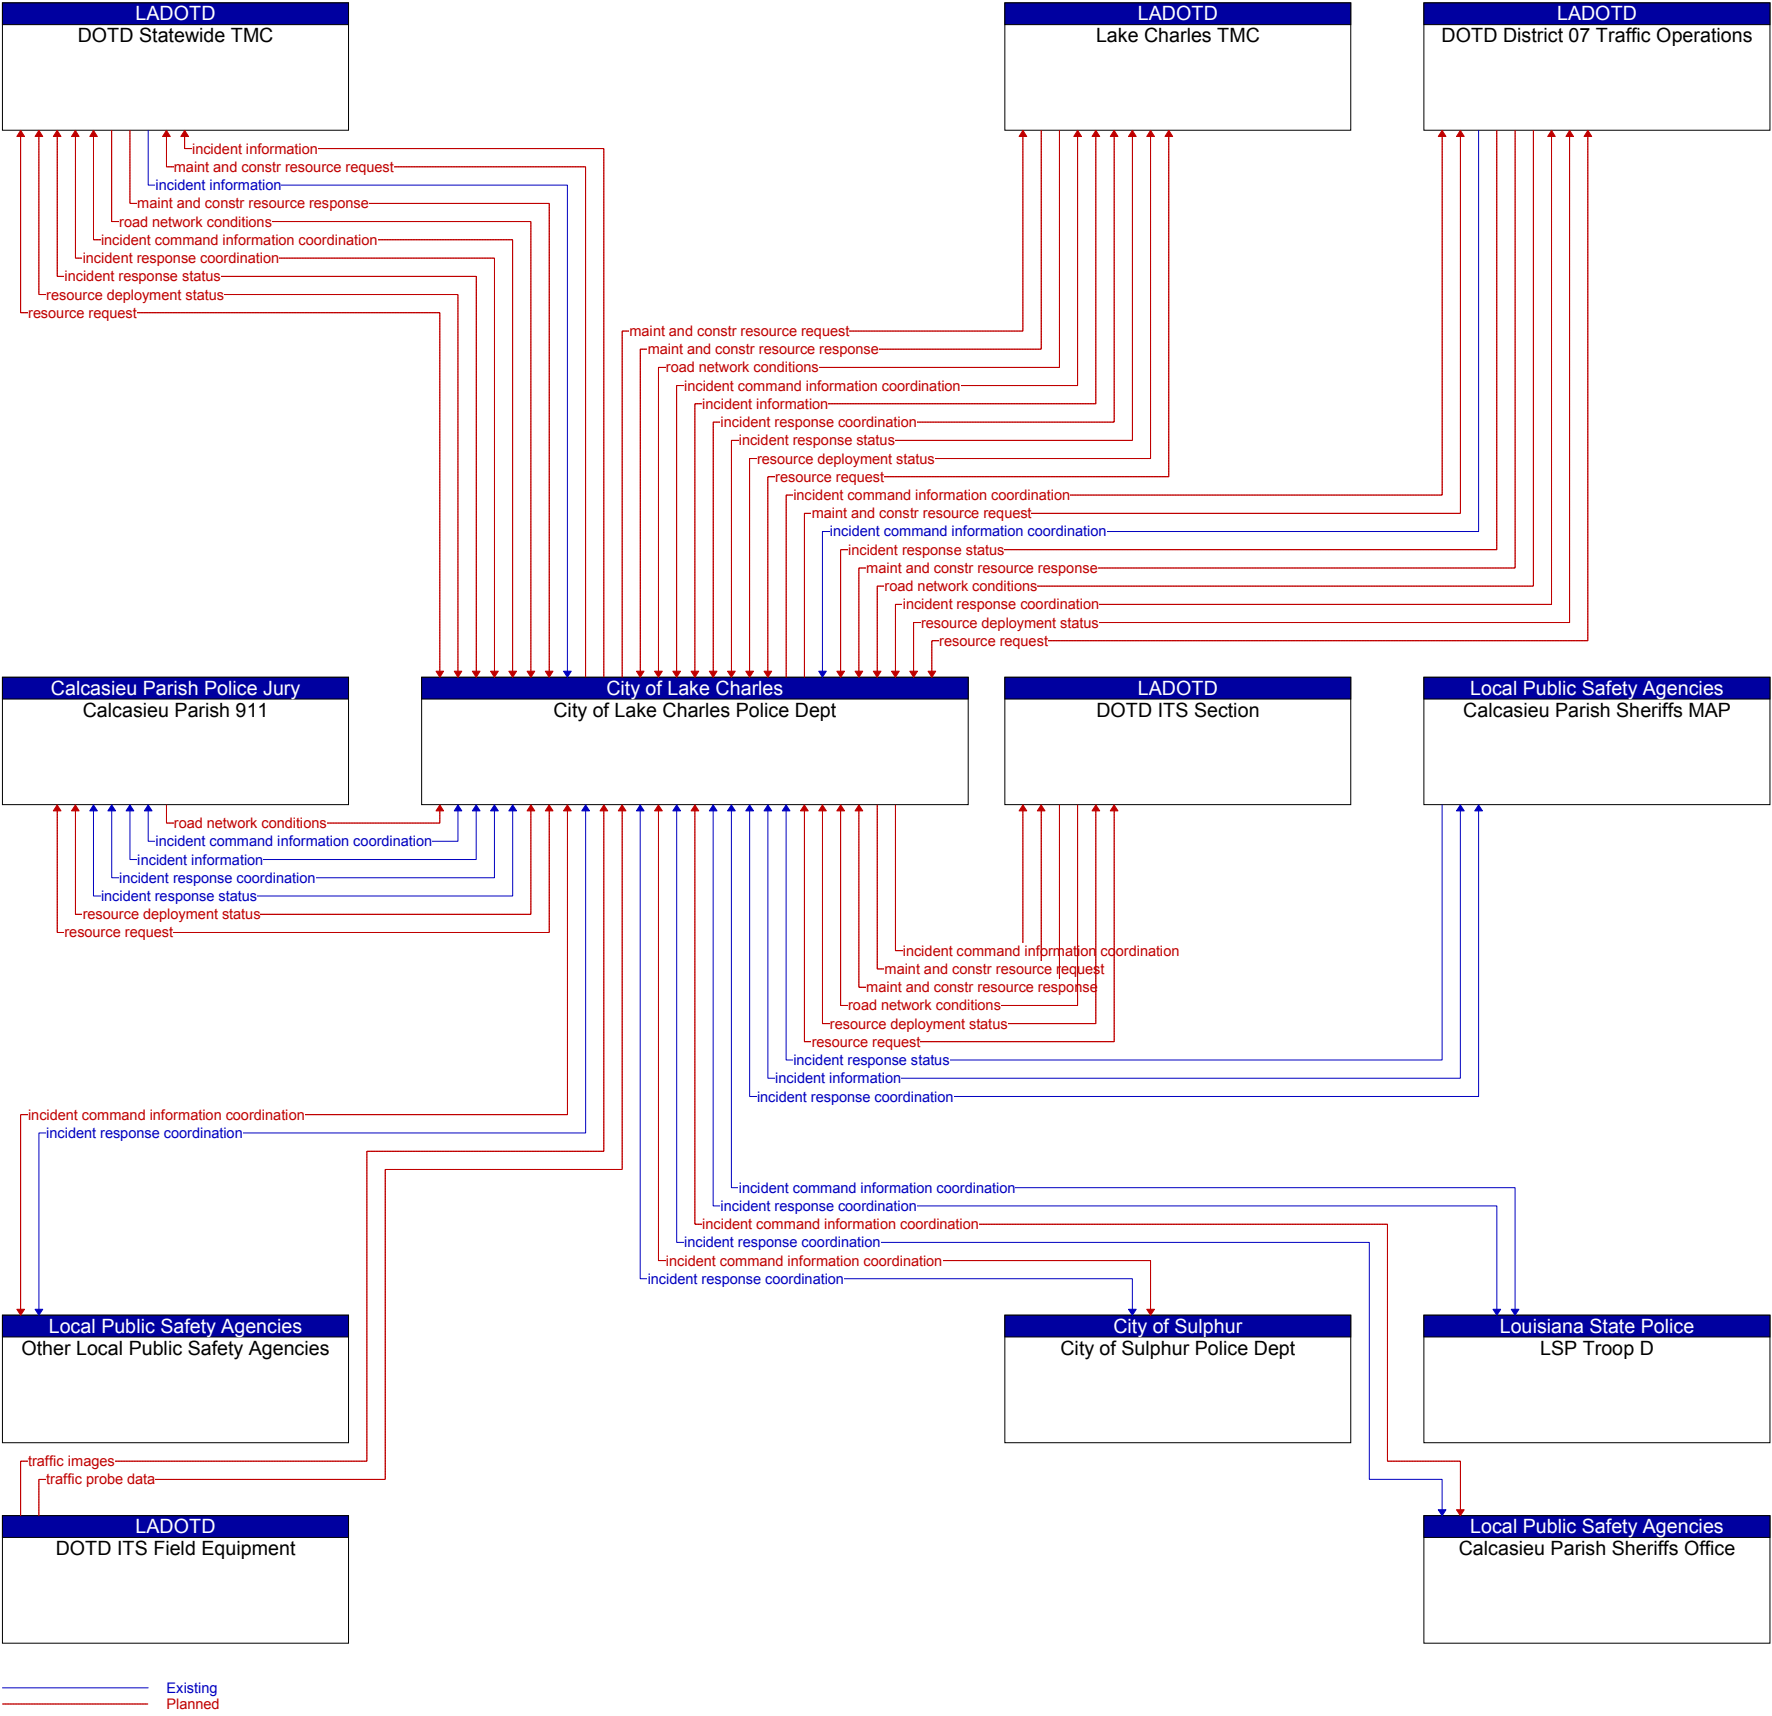 LADOTD
DOTD Statewide TMC
LADOTD
Lake Charles TMC
LADOTD
DOTD District 07 Traffic Operations
incident information
maint and constr resource request
incident information
maint and constr resource response
road network conditions
incident command information coordination
incident response coordination
incident response status
resource deployment status
resource request
maint and constr resource request
maint and constr resource response
road network conditions
incident command information coordination
incident information
incident response coordination
incident response status
resource deployment status
resource request
incident command information coordination
maint and constr resource request
incident command information coordination
incident response status
maint and constr resource response
road network conditions
incident response coordination
resource deployment status
resource request
Calcasieu Parish Police Jury
Calcasieu Parish 911
City of Lake Charles
City of Lake Charles Police Dept
LADOTD
DOTD ITS Section
Local Public Safety Agencies
Calcasieu Parish Sheriffs MAP
road network conditions
incident command information coordination
incident information
incident response coordination
incident response status
resource deployment status
resource request
incident command information coordination
maint and constr resource request
maint and constr resource response
road network conditions
resource deployment status
resource request
incident response status
incident information
incident response coordination
incident command information coordination
incident response coordination
incident command information coordination
incident response coordination
incident command information coordination
incident response coordination
incident command information coordination
incident response coordination
Local Public Safety Agencies
Other Local Public Safety Agencies
City of Sulphur
City of Sulphur Police Dept
Louisiana State Police
LSP Troop D
traffic images
traffic probe data
LADOTD
DOTD ITS Field Equipment
Local Public Safety Agencies
Calcasieu Parish Sheriffs Office
Existing
Planned